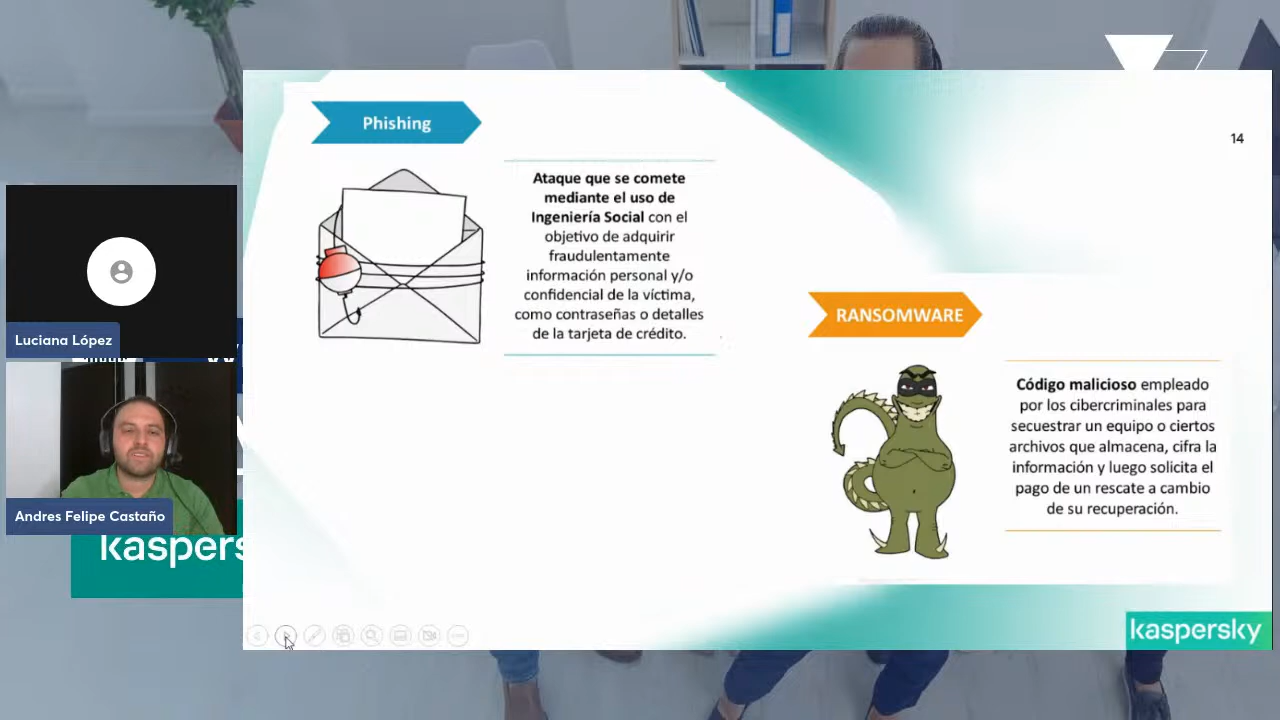 Phishing
14
Ataque que se comete
mediante el uso de
Ingeniería Social con el
objetivo de adquirir
fraudulentamente
información personal y/o
confidencial de la víctima,
como contraseñas o detalles
de la tarjeta de crédito.
RANSOMWARE
Código malicioso empleado
por los cibercriminales para
secuestrar un equipo o ciertos
archivos que almacena, cifra la
información y luego solicita el
pago de un rescate a cambio
de su recuperación.
Luciana López
Andres Felipe Castaño
kaspers
kaspersky